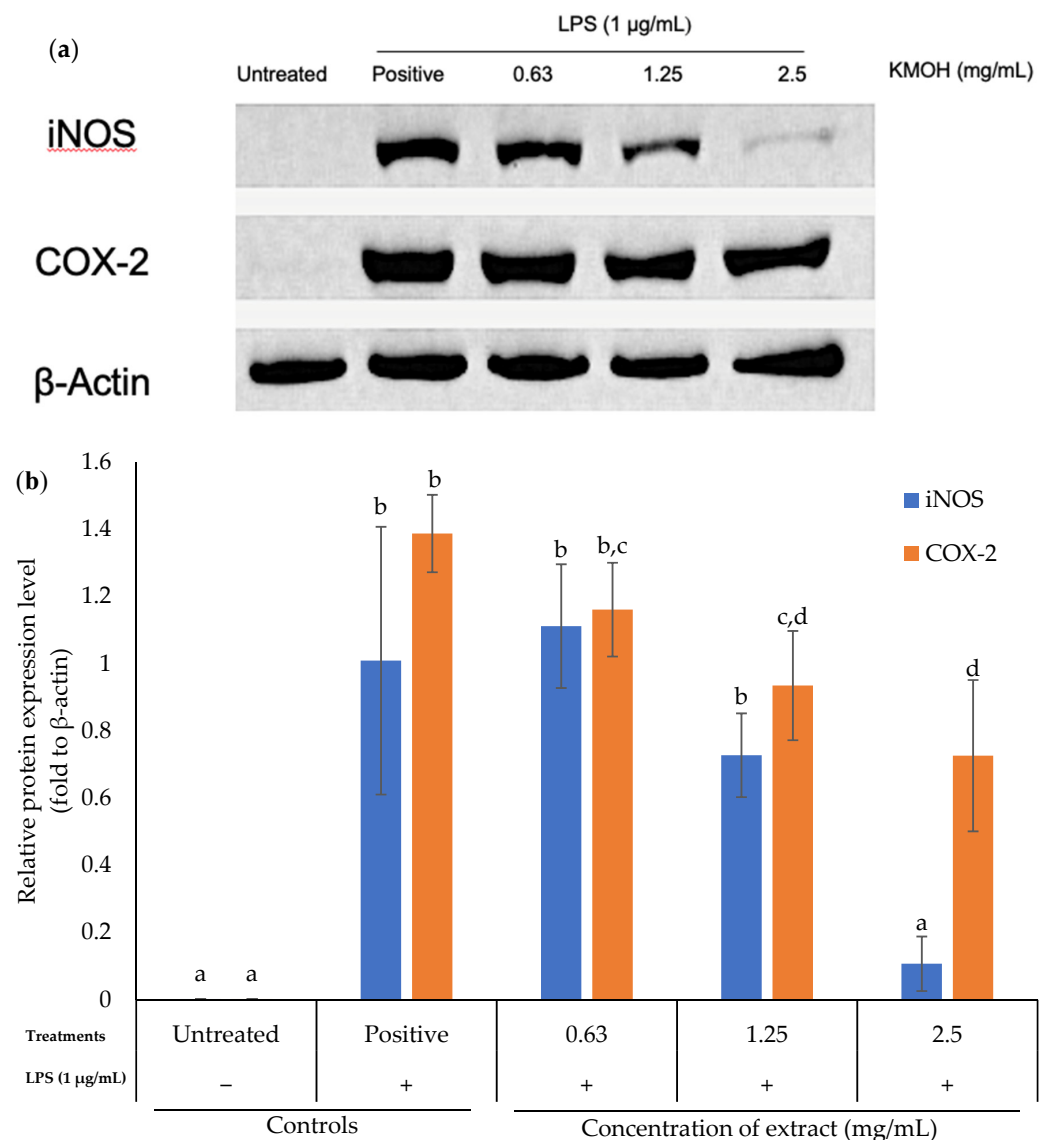 (a)
LPS (1 µg/mL)
Untreated Positive 0.63 1.25 2.5 KMOH (mg/mL)
iNOS
COX-2
β-Actin
(b)
Relative protein expression level
(fold to β-actin)
1.6
1.4
1.2
1
0.8
0.6
0.4
0.2
0
iNOS
COX-2
a a b b b b,c b c,d a d
Treatments Untreated Positive 0.63 1.25 2.5
LPS (1 µg/mL) − + + + +
Controls Concentration of extract (mg/mL)